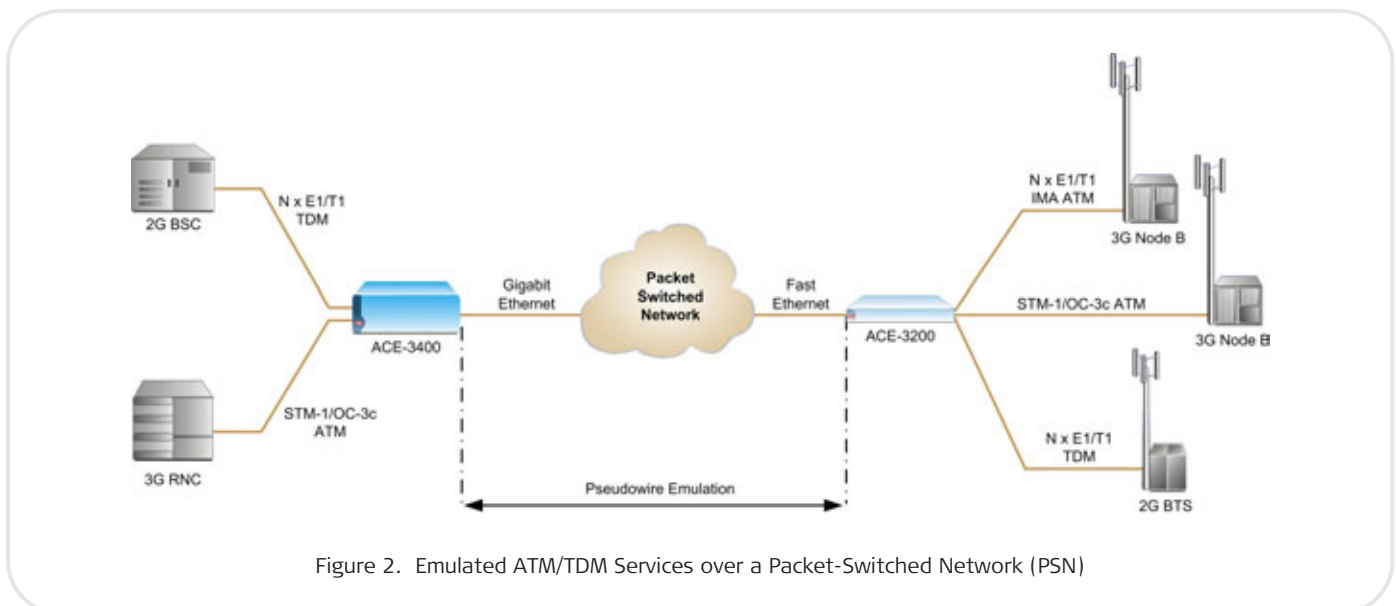 N x E1/T1
TDM
2G BSC
ACE-3400
STM-1/OC-3c
ATM
3G RNC
Gigabit
Ethernet
Packet
Switched
Network
Fast
Ethernet
ACE-3200
N x E1/T1
IMA ATM
3G Node B
STM-1/OC-3c ATM
3G Node B
N x E1/T1
TDM
2G BTS
Pseudowire Emulation
Figure 2. Emulated ATM/TDM Services over a Packet-Switched Network (PSN)